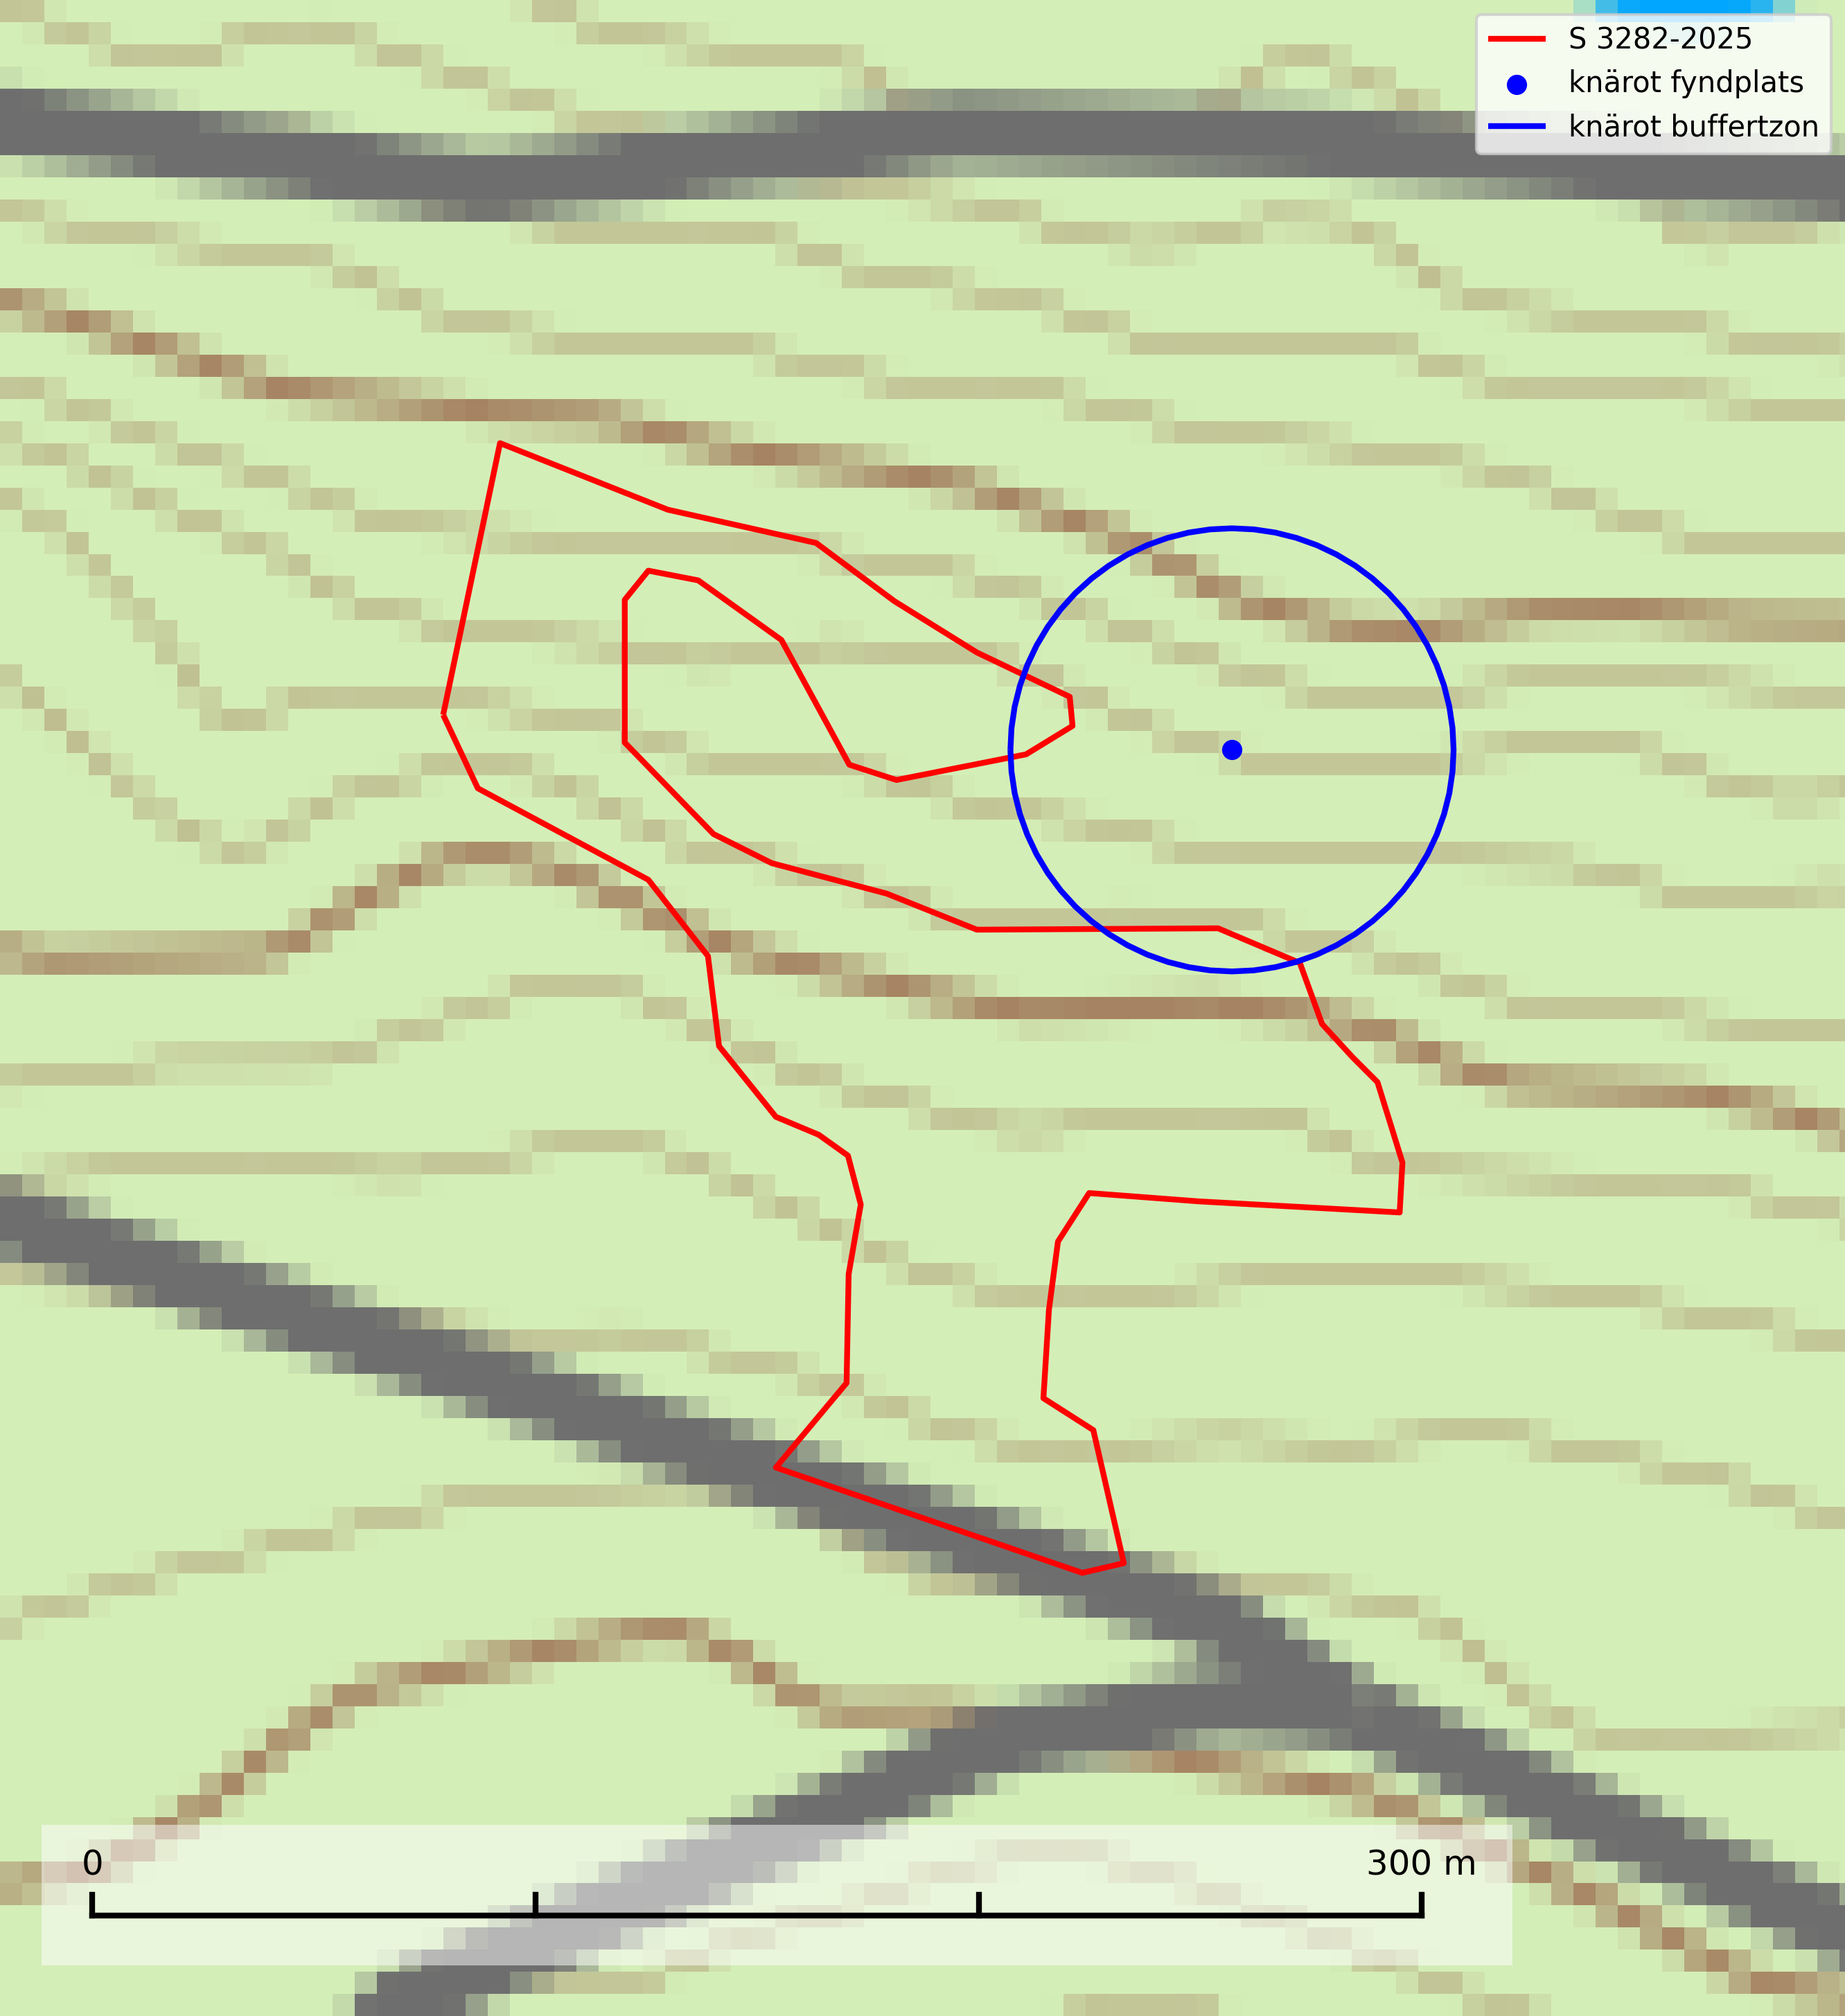 S 3282-2025
knärot fyndplats
knärot buffertzon
0
300 m